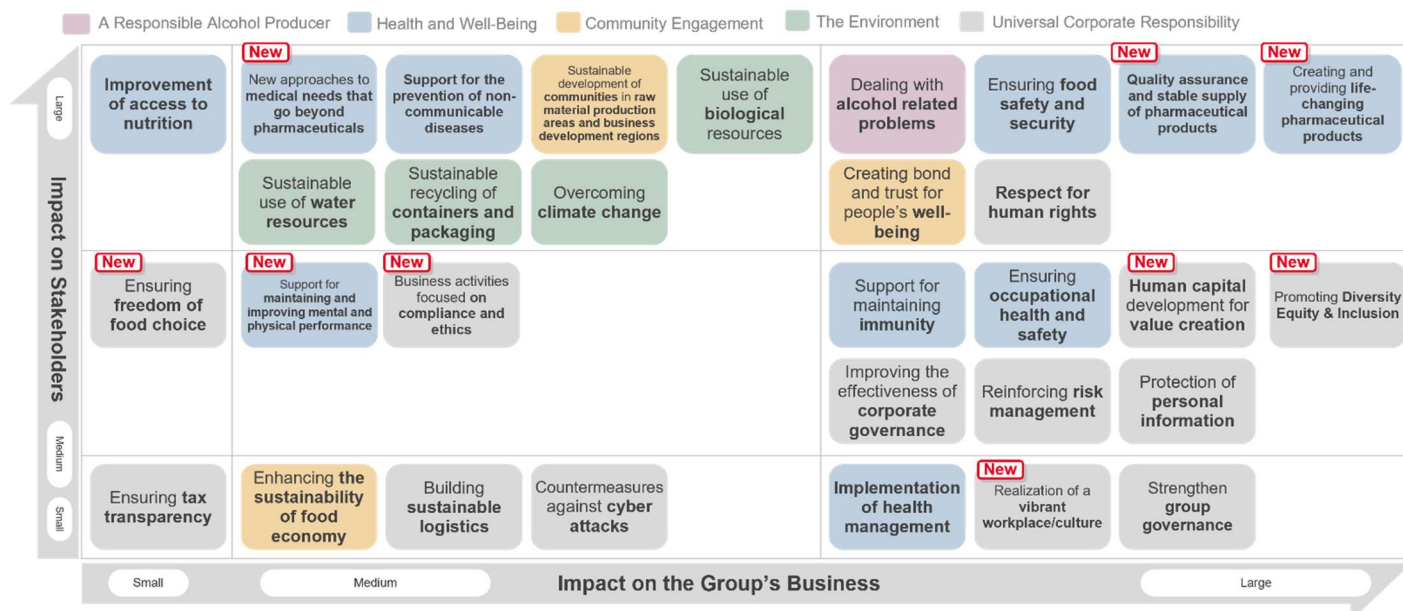 A Responsible Alcohol Producer
Health and Well-Being
Community Engagement
The Environment
Universal Corporate Responsibility
Impact on Stakeholders
Large
Medium
Small
Improvement
of access to
nutrition
New
New approaches to
medical needs that
go beyond
pharmaceuticals
Support for the
prevention of non-
communicable
diseases
Sustainable
development of
communities in raw
material production
areas and business
development regions
Sustainable
use of
biological
resources
Dealing with
alcohol related
problems
Ensuring food
safety and
security
New
Quality assurance
and stable supply
of pharmaceutical
products
New
Creating and
providing life-
changing
pharmaceutical
products
Sustainable
use of water
resources
Sustainable
recycling of
containers and
packaging
Overcoming
climate change
Creating bond
and trust for
people's well-
being
Respect for
human rights
New
Ensuring
freedom of
food choice
New
Support for
maintaining and
improving mental and
physical performance
New
Business activities
focused on
compliance and
ethics
Support for
maintaining
immunity
Ensuring
occupational
health and
safety
New
Human capital
development for
value creation
New
Promoting Diversity
Equity & Inclusion
Improving the
effectiveness of
corporate
governance
Reinforcing risk
management
Protection of
personal
information
Ensuring tax
transparency
Enhancing the
sustainability
of food
economy
Building
sustainable
logistics
Countermeasures
against cyber
attacks
Implementation
of health
management
New
Realization of a
vibrant
workplace/culture
Strengthen
group
governance
Small
Medium
Impact on the Group's Business
Large